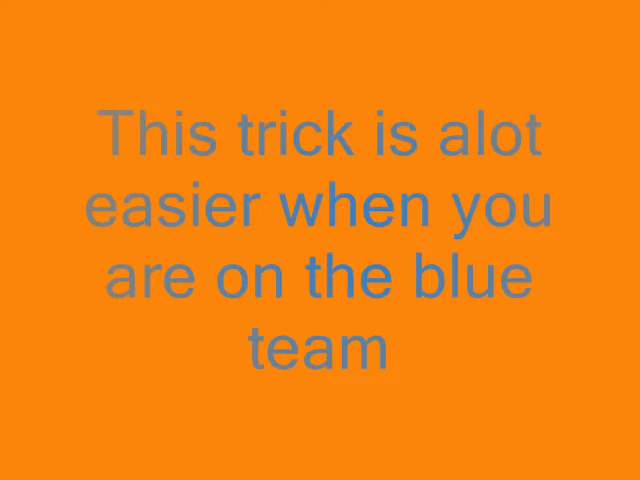 This trick is alot
easier when you
are on the blue
team